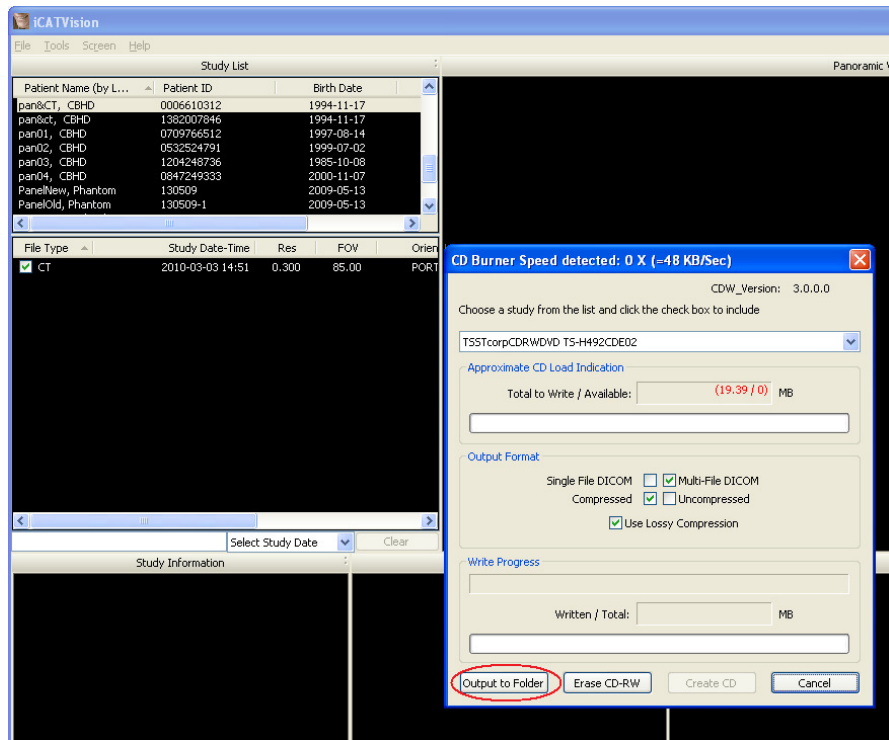 iCATVision
File Tools Screen Help
Study List
Panoramic V
Patient Name (by L... Patient ID Birth Date
pan&CT, CBHD 0006610312 1994-11-17
pan&ct, CBHD 1382007846 1994-11-17
pan01, CBHD 0709766512 1997-08-14
pan02, CBHD 0532524791 1999-07-02
pan03, CBHD 1204248736 1985-10-08
pan04, CBHD 0847249333 2000-11-07
PanelNew, Phantom 130509 2009-05-13
PanelOld, Phantom 130509-1 2009-05-13
File Type Study Date-Time Res FOV Orien
CT 2010-03-03 14:51 0.300 85.00 PORT
Select Study Date Clear
Study Information
CD Burner Speed detected: 0 X (=48 KB/Sec)
CDW_Version: 3.0.0.0
Choose a study from the list and click the check box to include
TSSTcorpCDRWDVD TS-H492CDE02
Approximate CD Load Indication
Total to Write / Available: (19.39 / 0) MB
Output Format
Single File DICOM Multi-File DICOM
Compressed Uncompressed
Use Lossy Compression
Write Progress
Written / Total: MB
Output to Folder Erase CD-RW Create CD Cancel